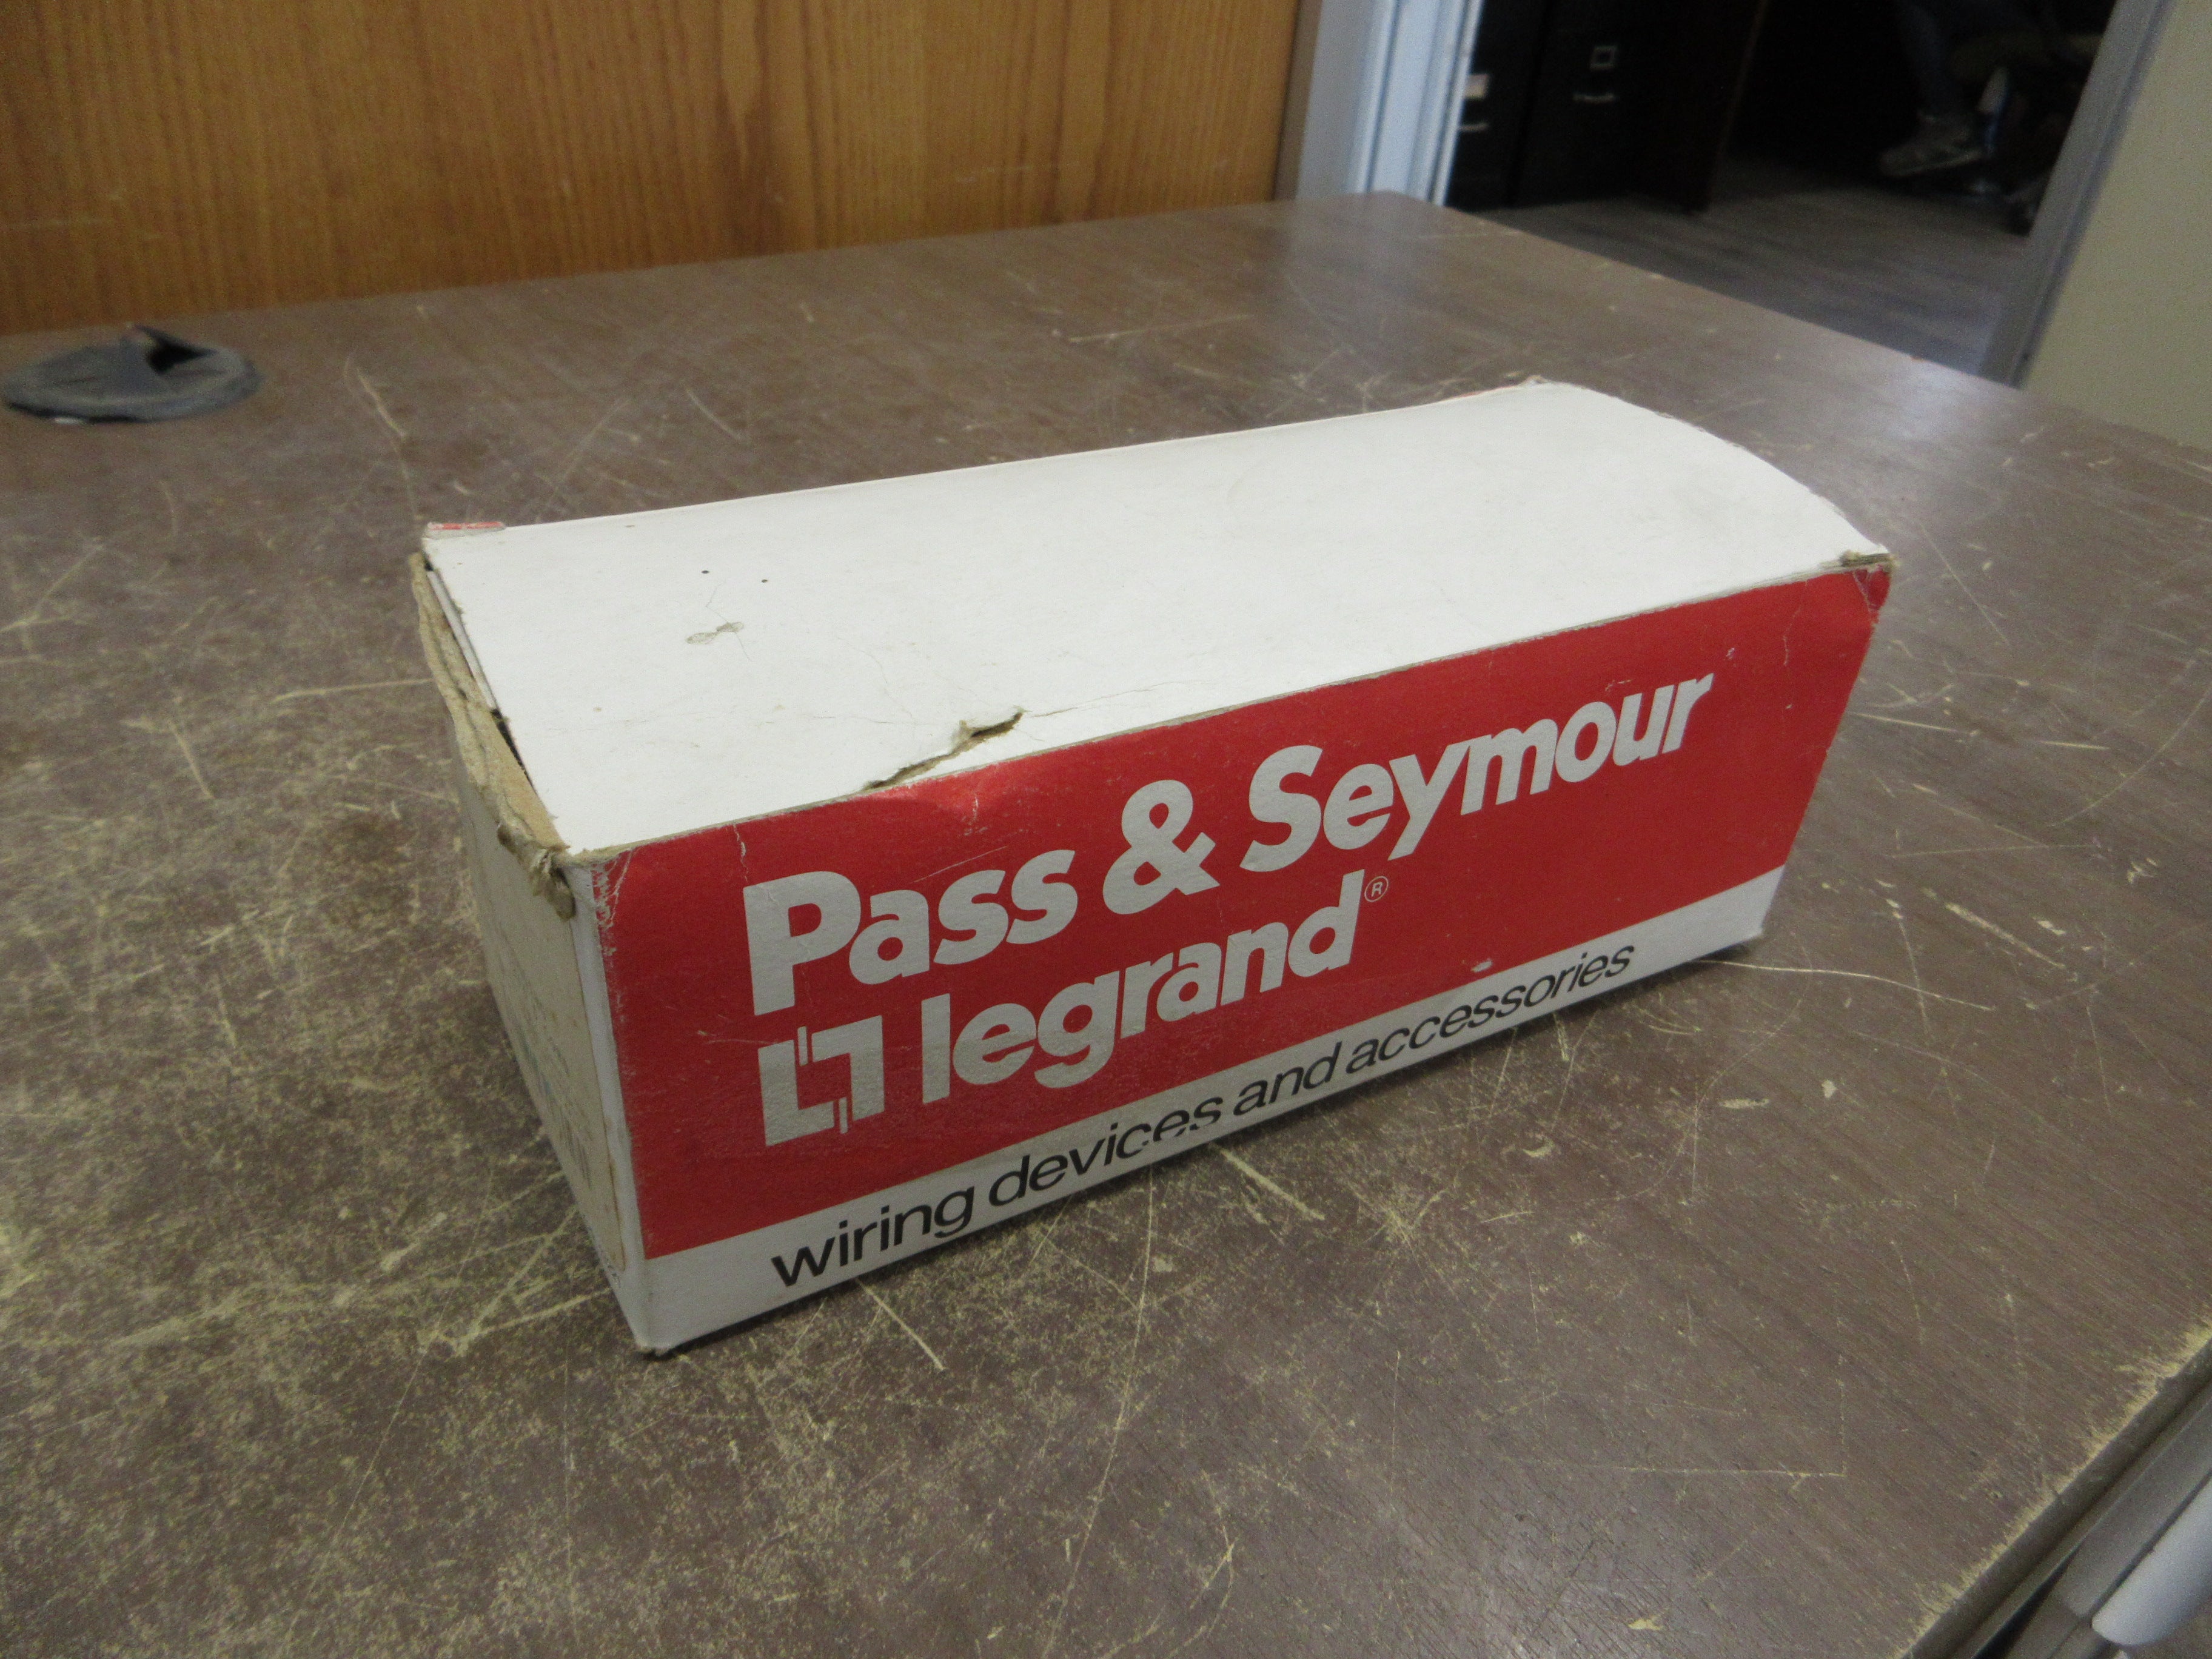 Pass & Seymour
legrand®
wiring devices and accessories